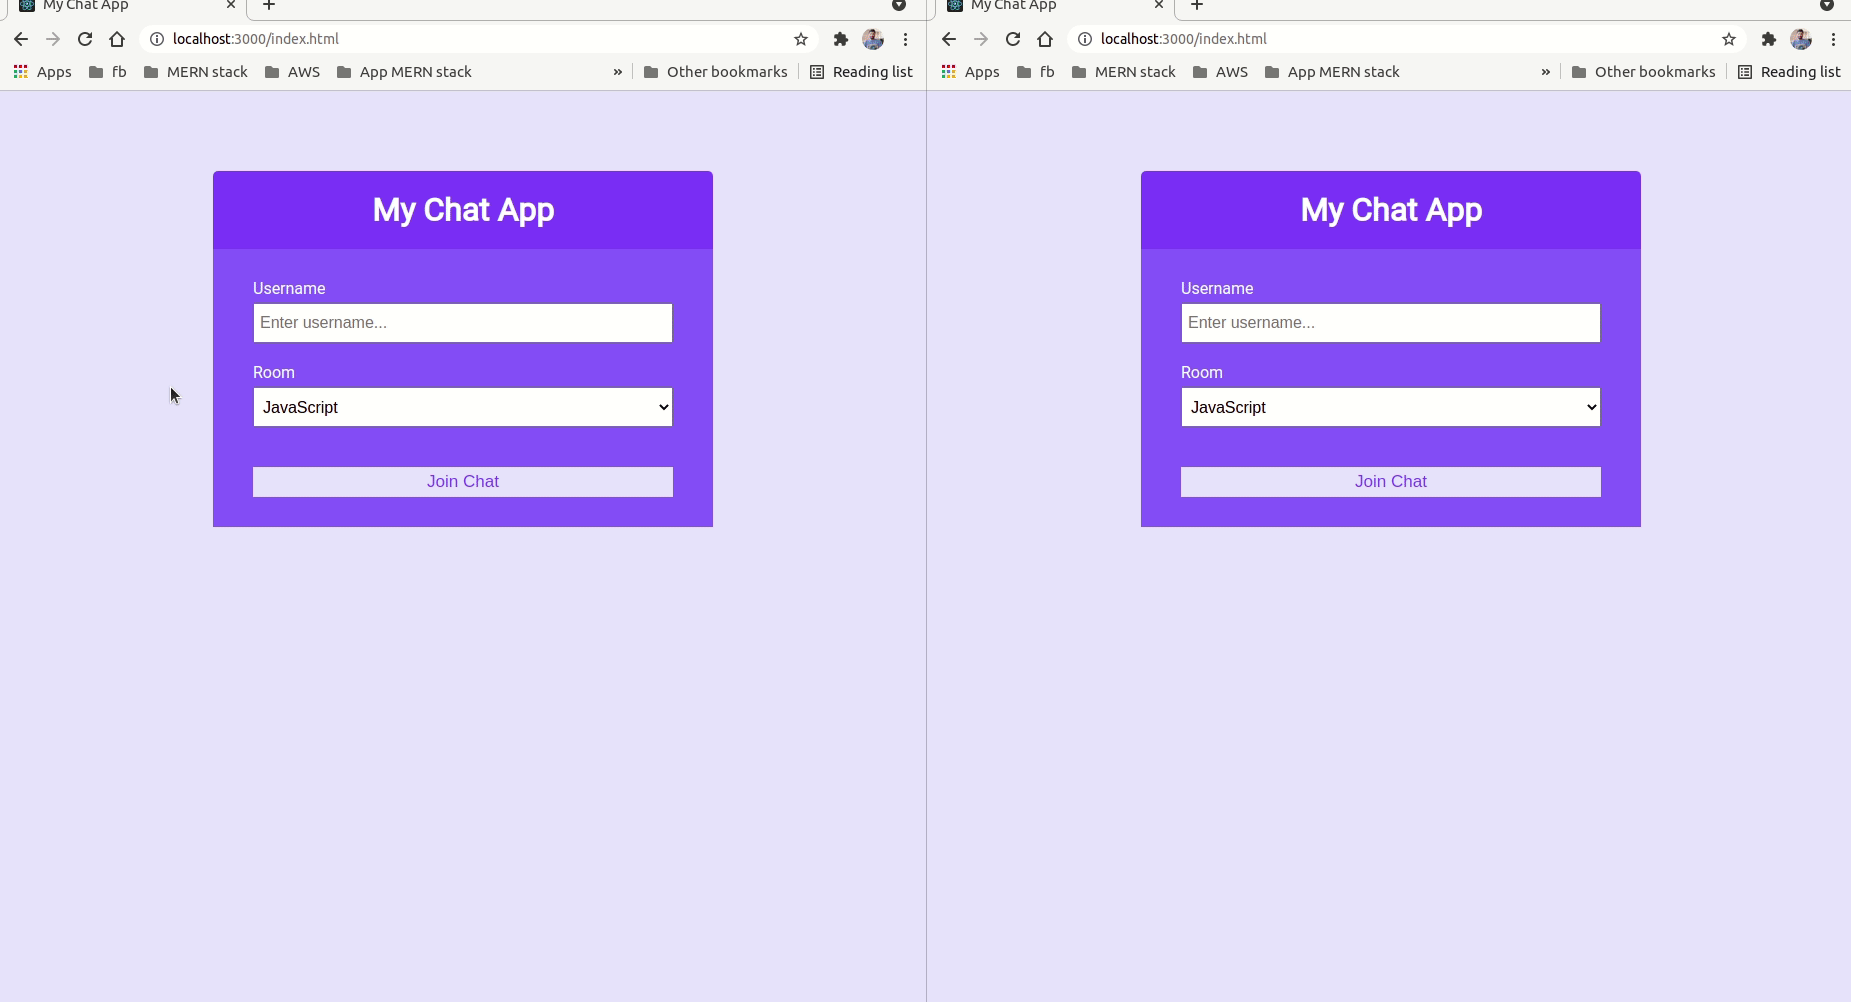 My Chat App
localhost:3000/index.html
Apps fb MERN stack AWS App MERN stack » Other bookmarks Reading list
My Chat App
Username
Enter username...
Room
JavaScript
Join Chat
My Chat App
localhost:3000/index.html
Apps fb MERN stack AWS App MERN stack » Other bookmarks Reading list
My Chat App
Username
Enter username...
Room
JavaScript
Join Chat